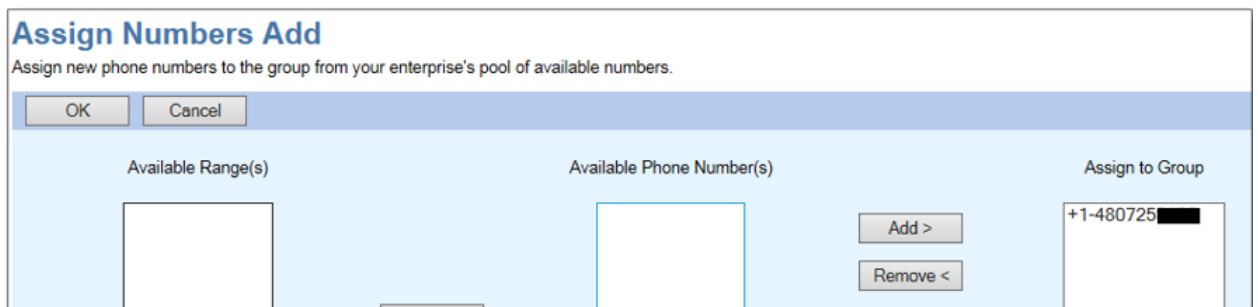 Assign Numbers Add
Assign new phone numbers to the group from your enterprise's pool of available numbers.
OK Cancel
Available Range(s) Available Phone Number(s) Assign to Group
+1-480725
Add >
Remove <